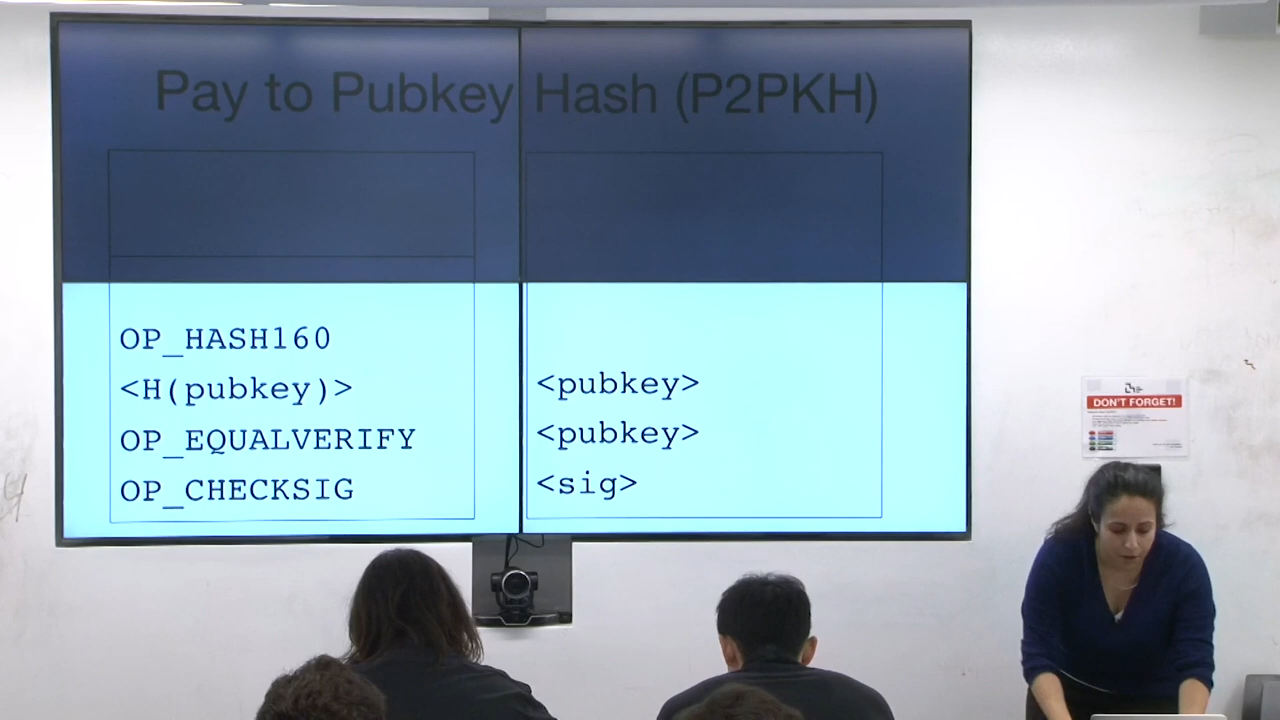 Pay to Pubkey Hash (P2PKH)
OP_HASH160
<H(pubkey)>
OP_EQUALVERIFY
OP_CHECKSIG
<pubkey>
<pubkey>
<sig>
DON'T FORGET!